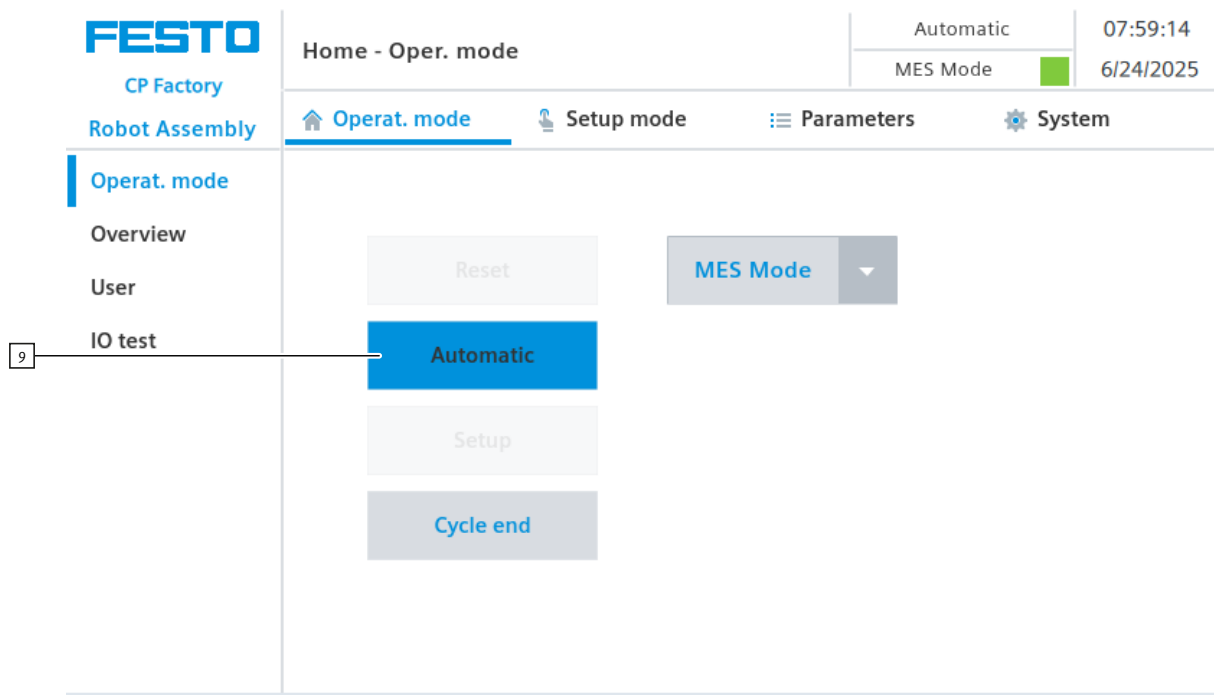 FESTO
CP Factory
Robot Assembly
Home - Oper. mode
Automatic
MES Mode
07:59:14
6/24/2025
Operat. mode
Setup mode
Parameters
System
Operat. mode
Overview
User
IO test
9
Reset
MES Mode
Automatic
Setup
Cycle end